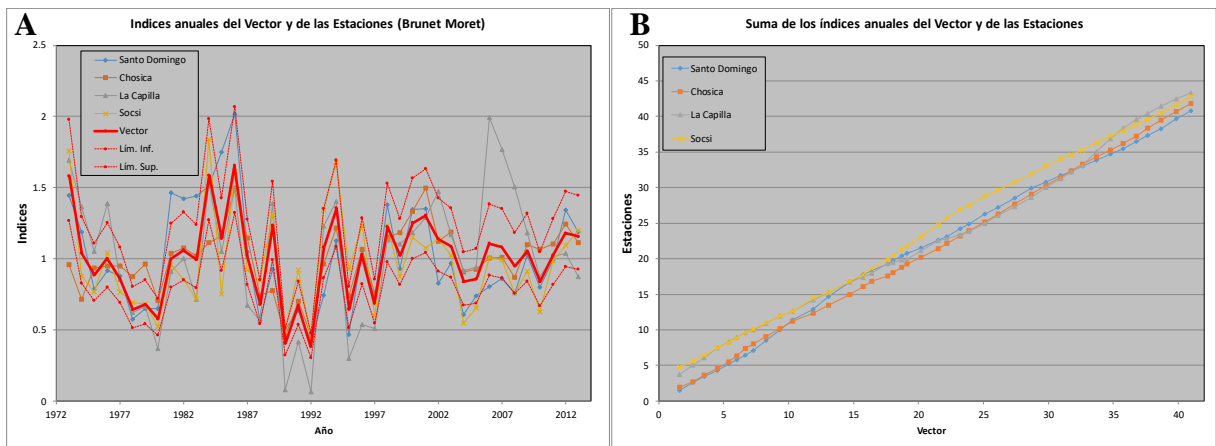 A
Indices anuales del Vector y de las Estaciones (Brunet Moret)
2.5
2
1.5
1
0.5
0
Indices
Santo Domingo
Chosica
La Capilla
Socsi
Vector
Lím. Inf.
Lím. Sup.
1972 1977 1982 1987 1992 1997 2002 2007 2012
Año
B
Suma de los índices anuales del Vector y de las Estaciones
50
45
40
35
30
25
20
15
10
5
0
Estaciones
Santo Domingo
Chosica
La Capilla
Socsi
0 5 10 15 20 25 30 35 40
Vector